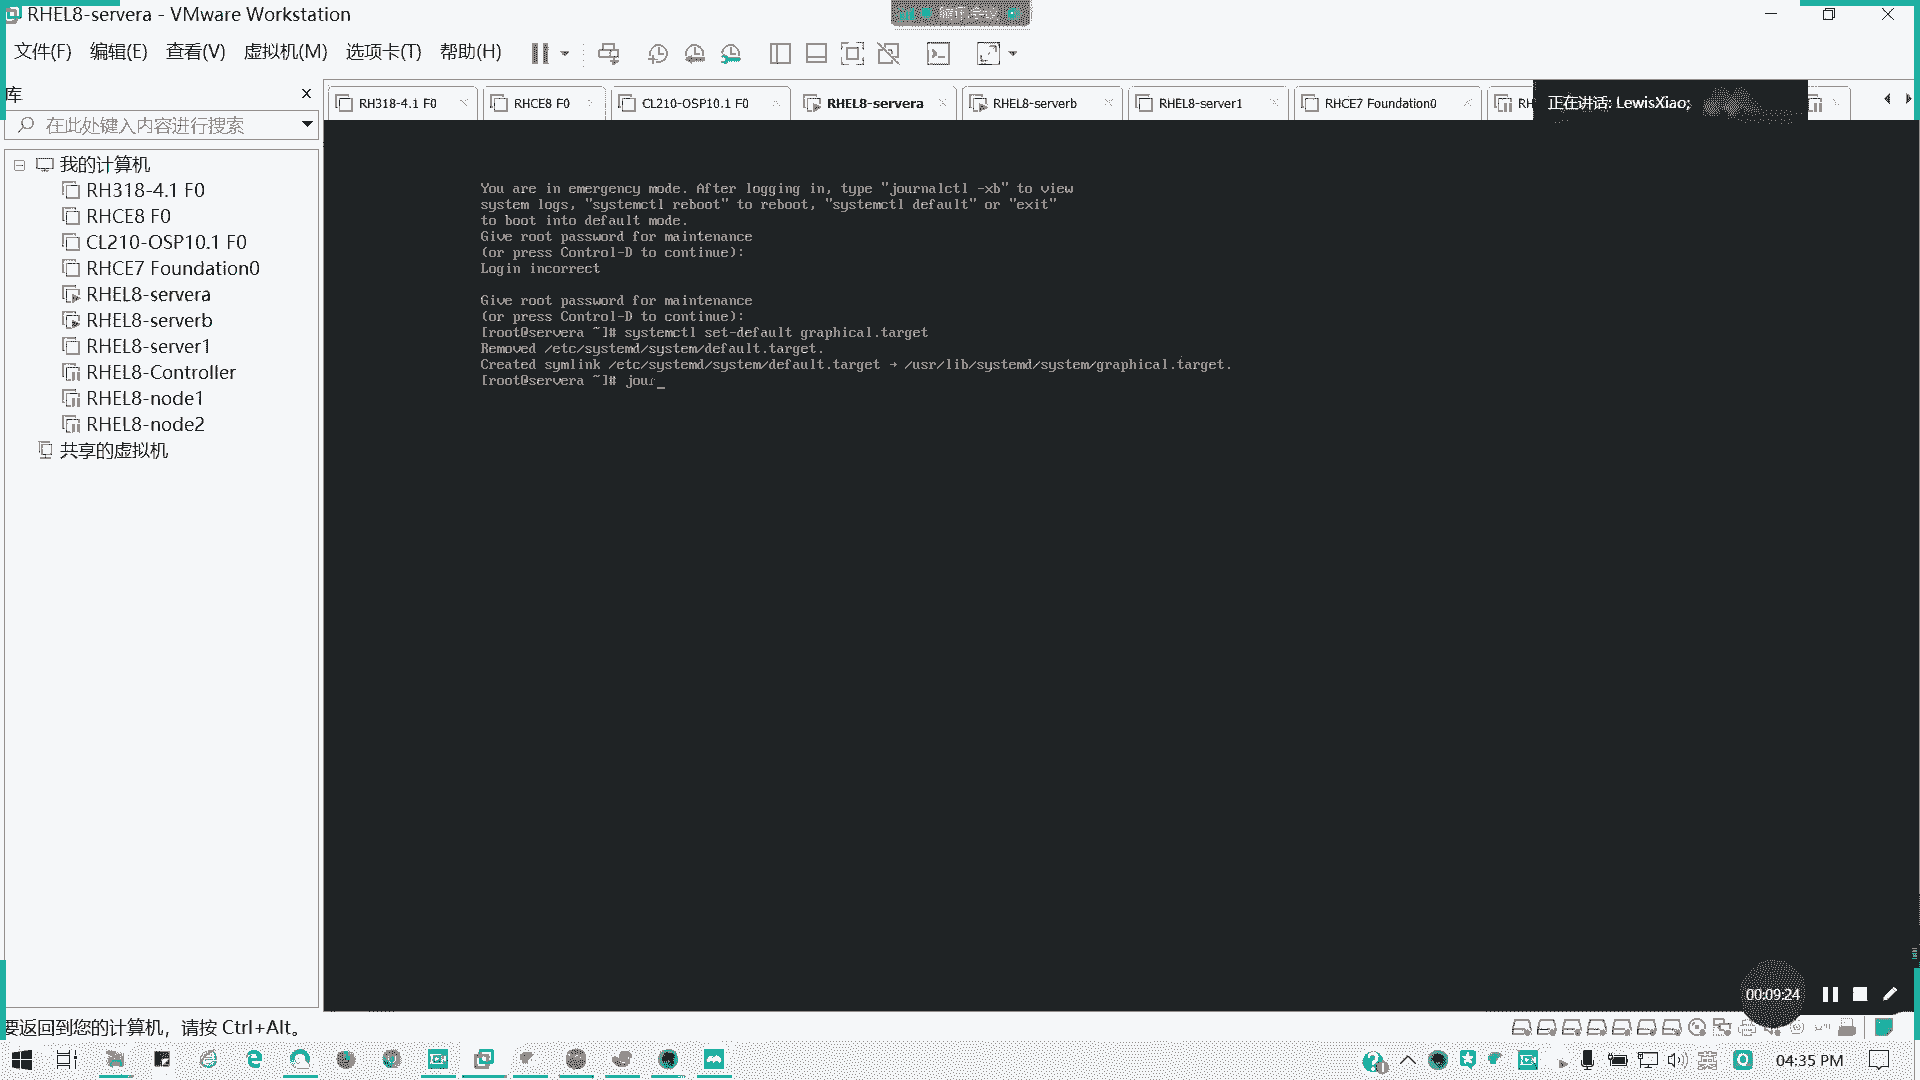 RHEL8-servera - VMware Workstation
文件(F) 编辑(E) 查看(V) 虚拟机(M) 选项卡(T) 帮助(H)
库
在此处键入内容进行搜索
RH318-4.1 F0
RHCE8 F0
CL210-OSP10.1 F0
RHEL8-servera
RHEL8-serverb
RHEL8-server1
RHCE7 Foundation0
RH
正在讲话: LewisXiao;
我的计算机
RH318-4.1 F0
RHCE8 F0
CL210-OSP10.1 F0
RHCE7 Foundation0
RHEL8-servera
RHEL8-serverb
RHEL8-server1
RHEL8-Controller
RHEL8-node1
RHEL8-node2
共享的虚拟机
You are in emergency mode. After logging in, type "journalctl -xb" to view
system logs, "systemctl reboot" to reboot, "systemctl default" or "exit"
to boot into default mode.
Give root password for maintenance
(or press Control-D to continue):
Login incorrect
Give root password for maintenance
(or press Control-D to continue):
[root@servera ~]# systemctl set-default graphical.target
Removed /etc/systemd/system/default.target.
Created symlink /etc/systemd/system/default.target → /usr/lib/systemd/system/graphical.target.
[root@servera ~]# jour_
00:09:24
要返回到您的计算机，请按 Ctrl+Alt。
04:35 PM